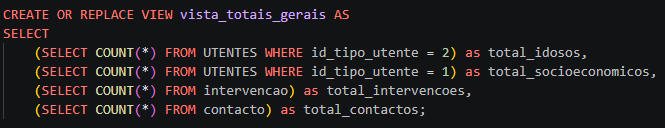 CREATE OR REPLACE VIEW vista_totais_gerais AS
SELECT
    (SELECT COUNT(*) FROM UTENTES WHERE id_tipo_utente = 2) as total_idosos,
    (SELECT COUNT(*) FROM UTENTES WHERE id_tipo_utente = 1) as total_socioeconomicos,
    (SELECT COUNT(*) FROM intervencao) as total_intervencoes,
    (SELECT COUNT(*) FROM contacto) as total_contactos;